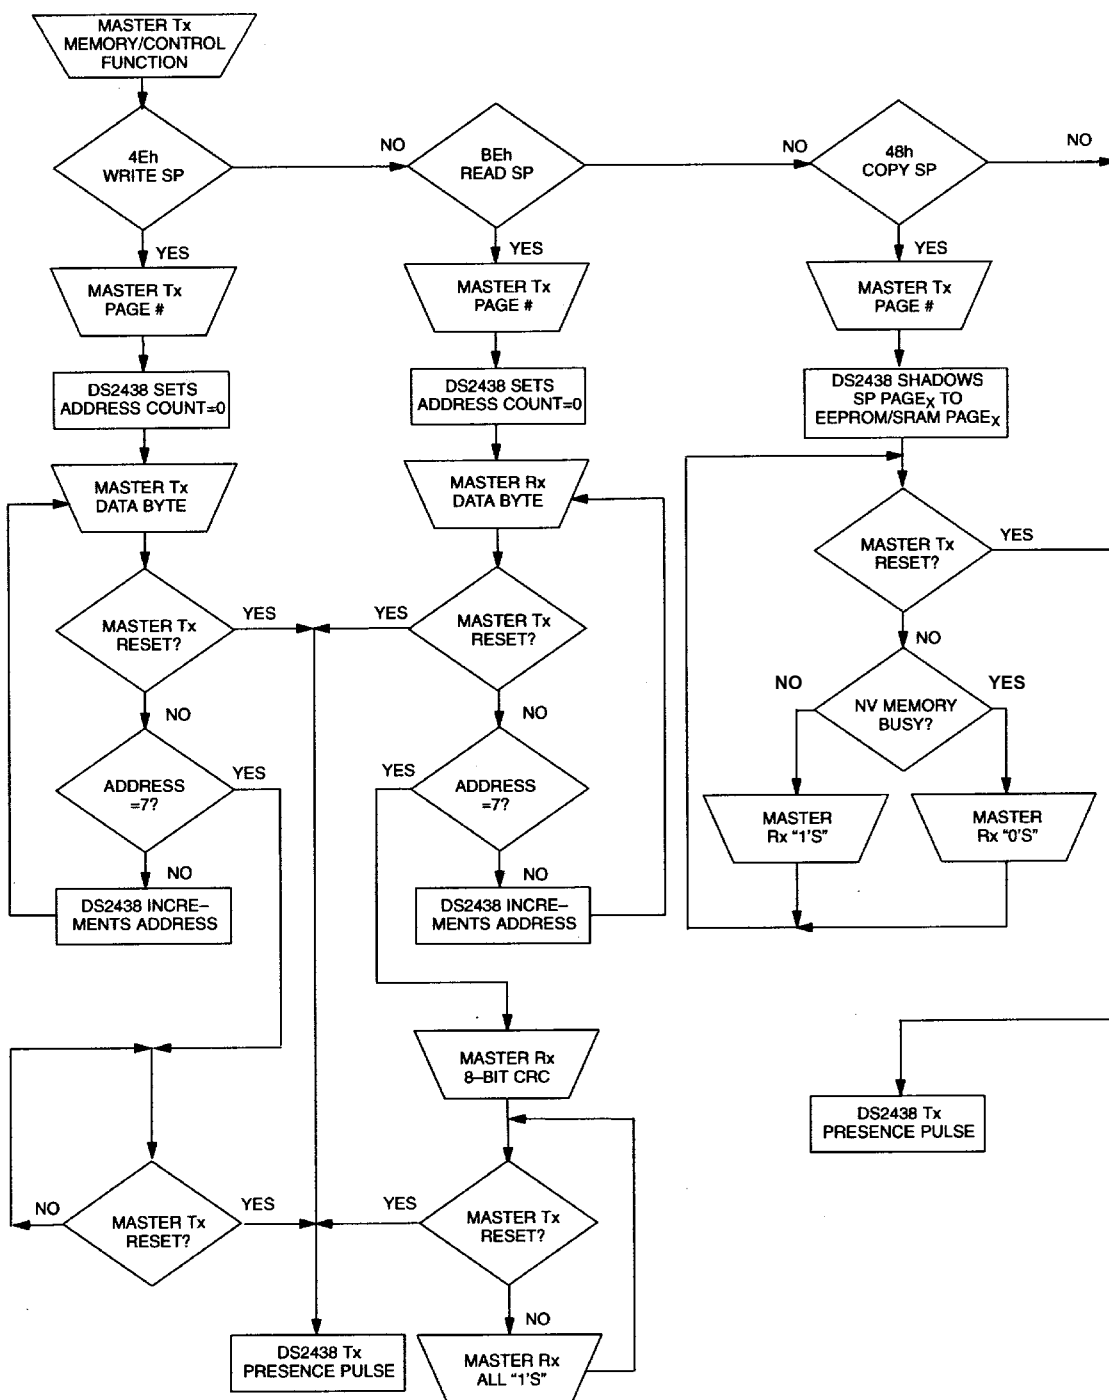 MASTER Tx
MEMORY/CONTROL
FUNCTION
4Eh
WRITE SP
NO
BEh
READ SP
NO
48h
COPY SP
NO
YES
YES
YES
MASTER Tx
PAGE #
MASTER Tx
PAGE #
MASTER Tx
PAGE #
DS2438 SETS
ADDRESS COUNT=0
DS2438 SETS
ADDRESS COUNT=0
DS2438 SHADOWS
SP PAGEX TO
EEPROM/SRAM PAGEX
MASTER Tx
DATA BYTE
MASTER Rx
DATA BYTE
MASTER Tx
RESET?
YES
MASTER Tx
RESET?
YES
YES
MASTER Tx
RESET?
NO
NO
NO
NO
NV MEMORY
BUSY?
YES
ADDRESS
=7?
YES
YES
ADDRESS
=7?
MASTER
Rx “1’S”
MASTER
Rx “0’S”
NO
NO
DS2438 INCRE–
MENTS ADDRESS
DS2438 INCRE–
MENTS ADDRESS
MASTER Rx
8–BIT CRC
DS2438 Tx
PRESENCE PULSE
NO
MASTER Tx
RESET?
YES
YES
MASTER Tx
RESET?
NO
DS2438 Tx
PRESENCE PULSE
MASTER Rx
ALL “1’S”